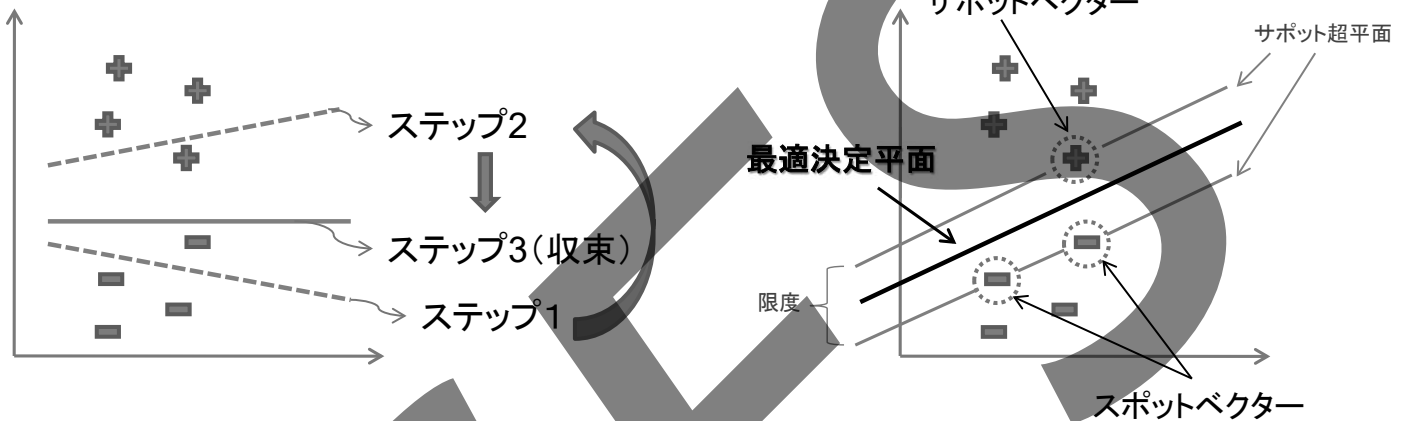 サポットベクター
サポット超平面
ステップ2
最適決定平面
ステップ3(収束)
限度
ステップ１
スポットベクター